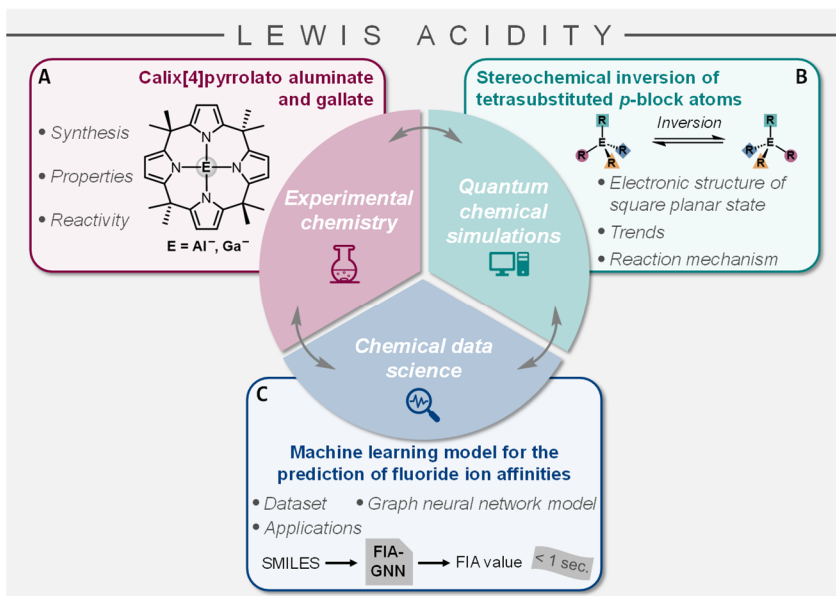 LEWIS ACIDITY
A
Calix[4]pyrrolato aluminate
and gallate
• Synthesis
• Properties
• Reactivity
N
N
E
N
N
E = Al⁻, Ga⁻
Stereochemical inversion of
tetrasubstituted p-block atoms
B
R
E
R
R
R
Inversion
R
E
R
R
R
• Electronic structure of
square planar state
• Trends
• Reaction mechanism
Experimental
chemistry
Quantum
chemical
simulations
Chemical data
science
C
Machine learning model for the
prediction of fluoride ion affinities
• Dataset • Graph neural network model
• Applications
SMILES FIA-
GNN FIA value < 1 sec.